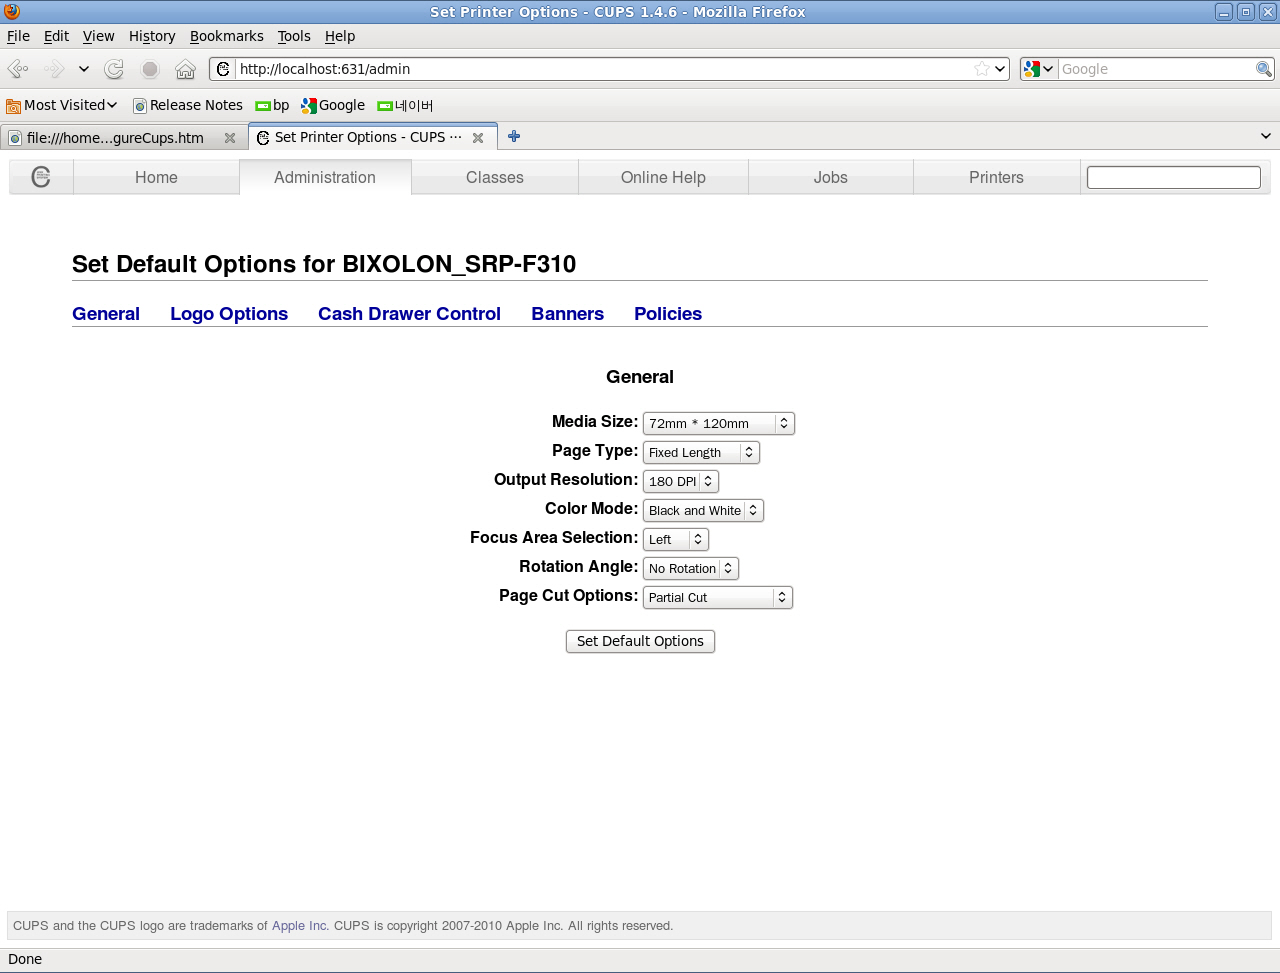 Set Printer Options - CUPS 1.4.6 - Mozilla Firefox
File Edit View History Bookmarks Tools Help
http://localhost:631/admin Google
Most Visited Release Notes bp Google 네이버
file:///home...gureCups.htm Set Printer Options - CUPS ...
Home Administration Classes Online Help Jobs Printers
Set Default Options for BIXOLON_SRP-F310
General Logo Options Cash Drawer Control Banners Policies
General
Media Size: 72mm * 120mm
Page Type: Fixed Length
Output Resolution: 180 DPI
Color Mode: Black and White
Focus Area Selection: Left
Rotation Angle: No Rotation
Page Cut Options: Partial Cut
Set Default Options
CUPS and the CUPS logo are trademarks of Apple Inc. CUPS is copyright 2007-2010 Apple Inc. All rights reserved.
Done